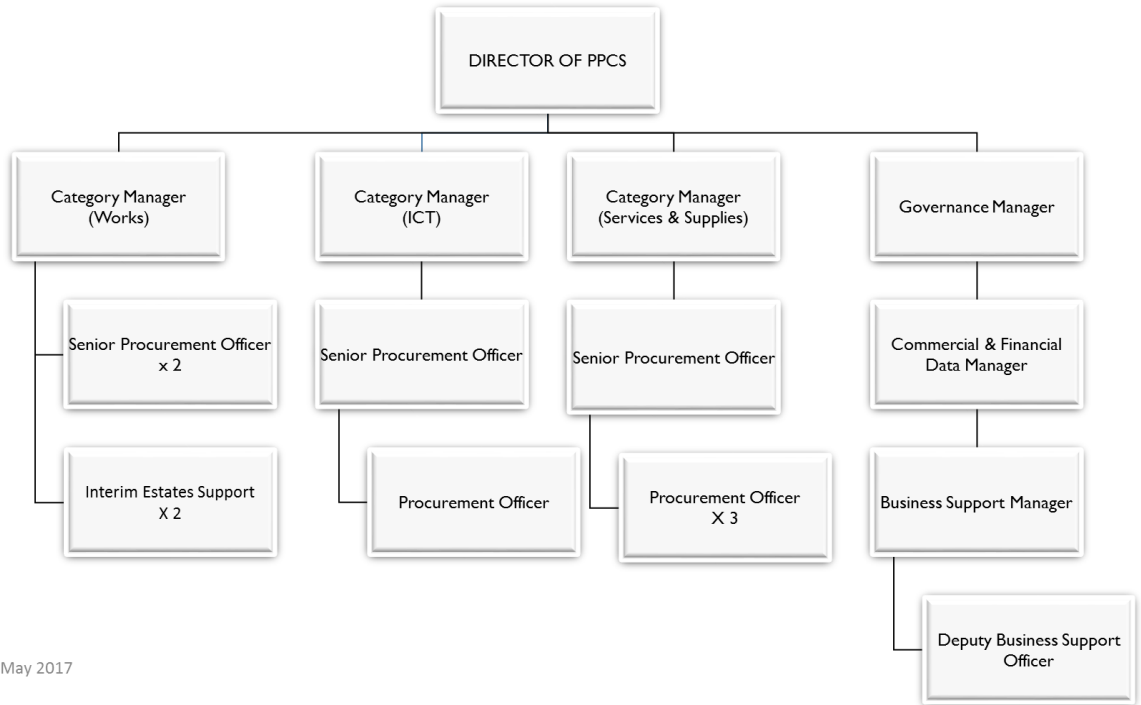 DIRECTOR OF PPCS
Category Manager
(Works)
Category Manager
(ICT)
Category Manager
(Services & Supplies)
Governance Manager
Senior Procurement Officer
x 2
Senior Procurement Officer
Senior Procurement Officer
Commercial & Financial
Data Manager
Interim Estates Support
X 2
Procurement Officer
Procurement Officer
X 3
Business Support Manager
Deputy Business Support
Officer
May 2017